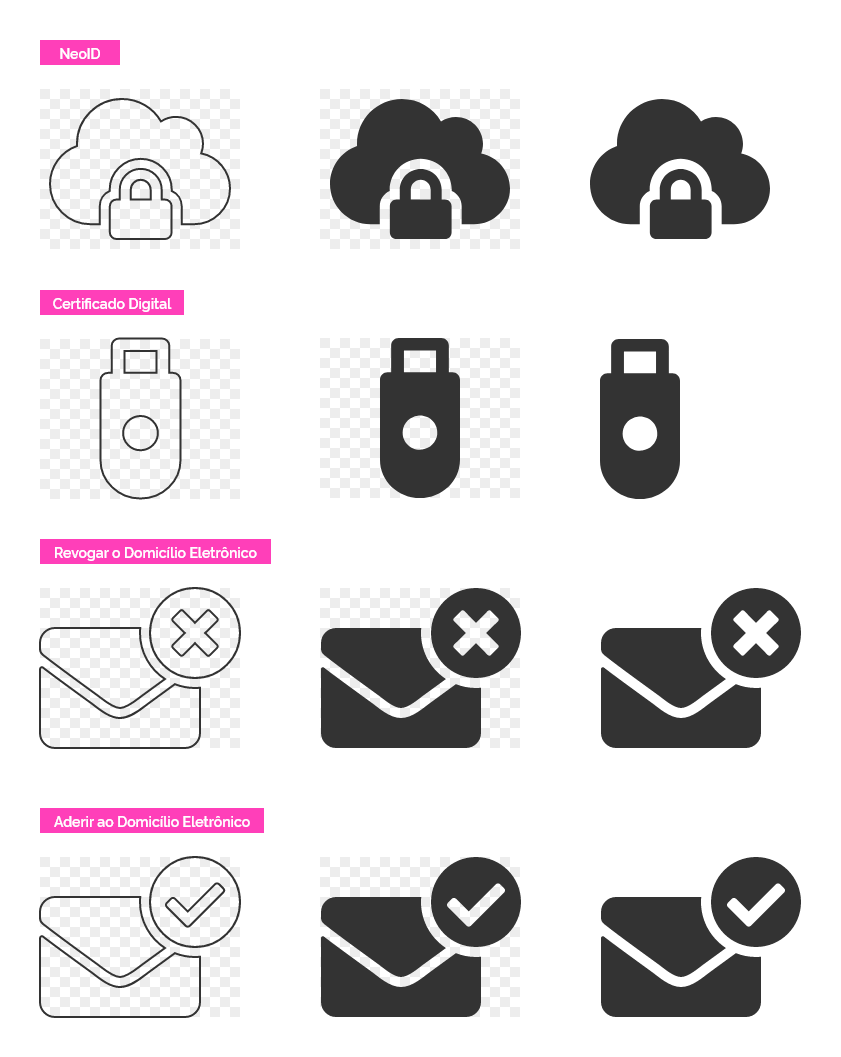 NeoID
Certificado Digital
Revogar o Domicílio Eletrônico
Aderir ao Domicílio Eletrônico